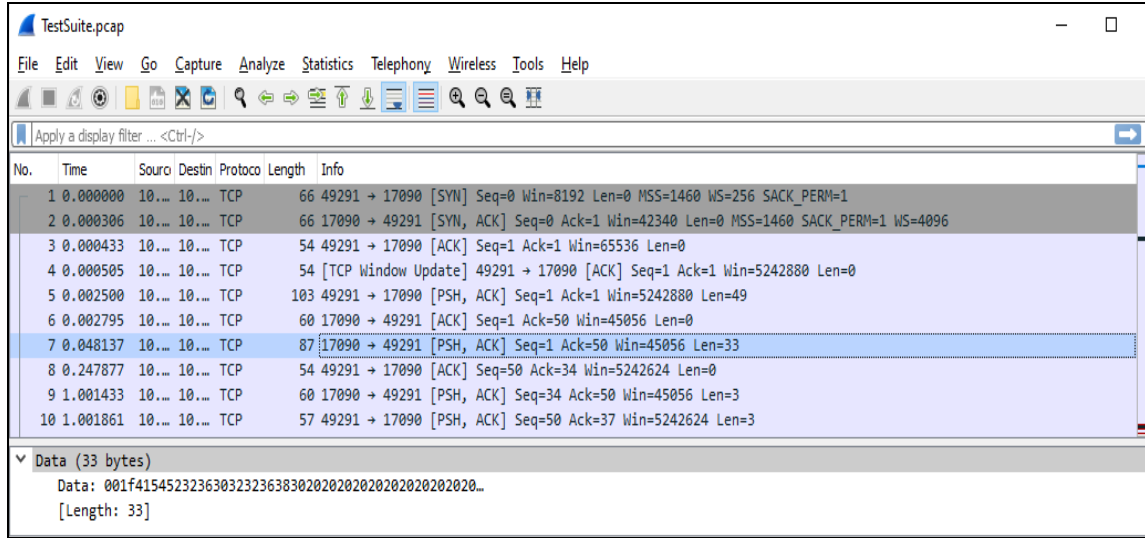 TestSuite.pcap
File Edit View Go Capture Analyze Statistics Telephony Wireless Tools Help
Apply a display filter ... <Ctrl-/>
No. Time Sourc Destin Protoco Length Info
1 0.000000 10.… 10.… TCP 66 49291 → 17090 [SYN] Seq=0 Win=8192 Len=0 MSS=1460 WS=256 SACK_PERM=1
2 0.000306 10.… 10.… TCP 66 17090 → 49291 [SYN, ACK] Seq=0 Ack=1 Win=42340 Len=0 MSS=1460 SACK_PERM=1 WS=4096
3 0.000433 10.… 10.… TCP 54 49291 → 17090 [ACK] Seq=1 Ack=1 Win=65536 Len=0
4 0.000505 10.… 10.… TCP 54 [TCP Window Update] 49291 → 17090 [ACK] Seq=1 Ack=1 Win=5242880 Len=0
5 0.002500 10.… 10.… TCP 103 49291 → 17090 [PSH, ACK] Seq=1 Ack=1 Win=5242880 Len=49
6 0.002795 10.… 10.… TCP 60 17090 → 49291 [ACK] Seq=1 Ack=50 Win=45056 Len=0
7 0.048137 10.… 10.… TCP 87 17090 → 49291 [PSH, ACK] Seq=1 Ack=50 Win=45056 Len=33
8 0.247877 10.… 10.… TCP 54 49291 → 17090 [ACK] Seq=50 Ack=34 Win=5242624 Len=0
9 1.001433 10.… 10.… TCP 60 17090 → 49291 [PSH, ACK] Seq=34 Ack=50 Win=45056 Len=3
10 1.001861 10.… 10.… TCP 57 49291 → 17090 [PSH, ACK] Seq=50 Ack=37 Win=5242624 Len=3
Data (33 bytes)
Data: 001f41545232363032323638302020202020202020202020…
[Length: 33]